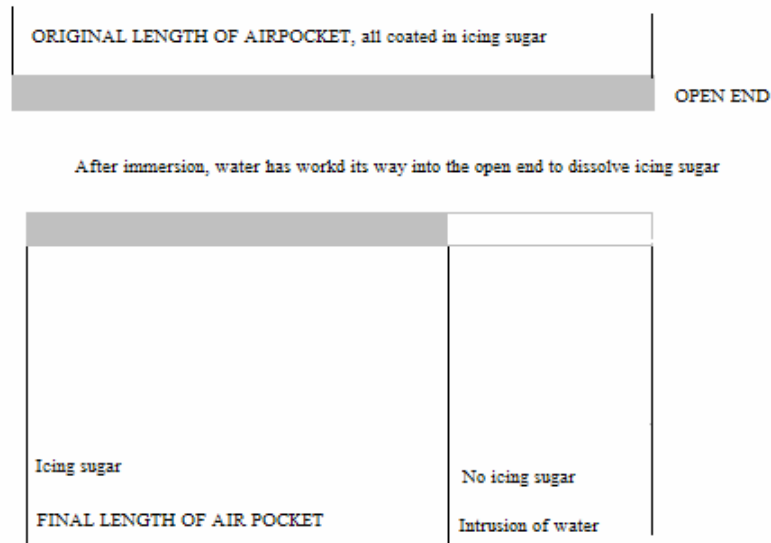 ORIGINAL LENGTH OF AIRPOCKET, all coated in icing sugar
OPEN END
After immersion, water has workd its way into the open end to dissolve icing sugar
Icing sugar
No icing sugar
FINAL LENGTH OF AIR POCKET
Intrusion of water